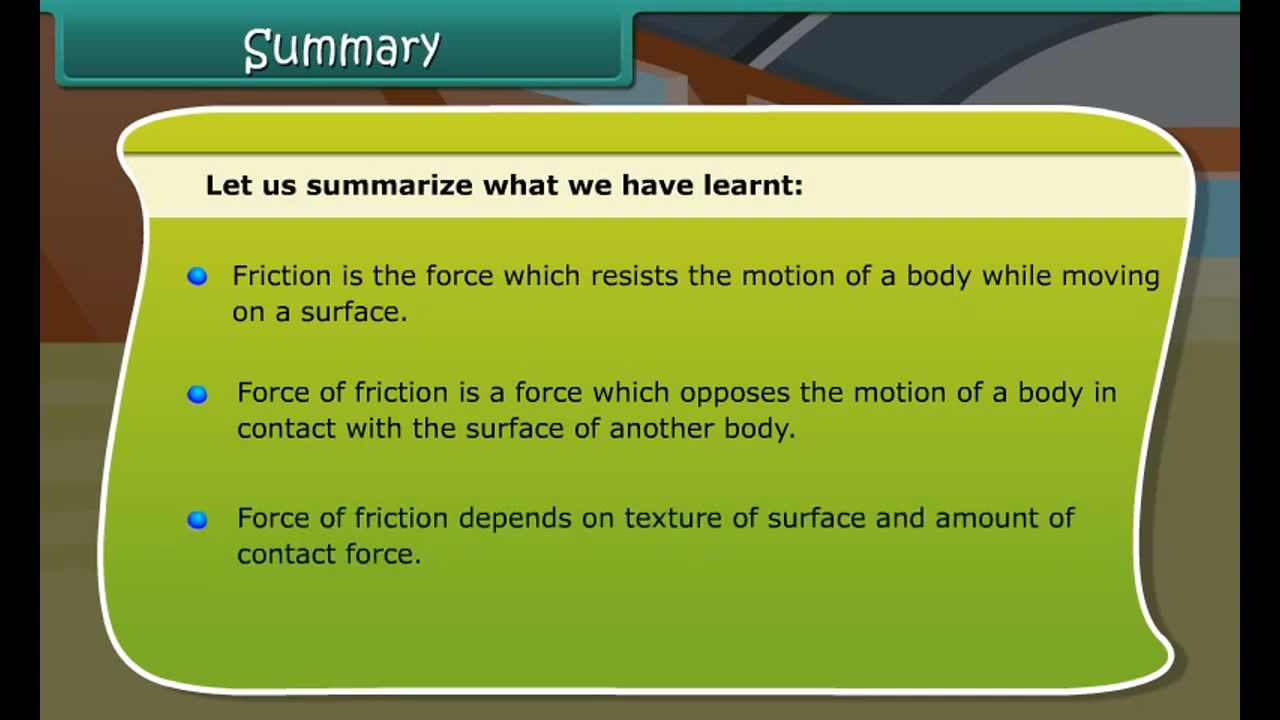 Summary
Let us summarize what we have learnt:
Friction is the force which resists the motion of a body while moving
on a surface.
Force of friction is a force which opposes the motion of a body in
contact with the surface of another body.
Force of friction depends on texture of surface and amount of
contact force.